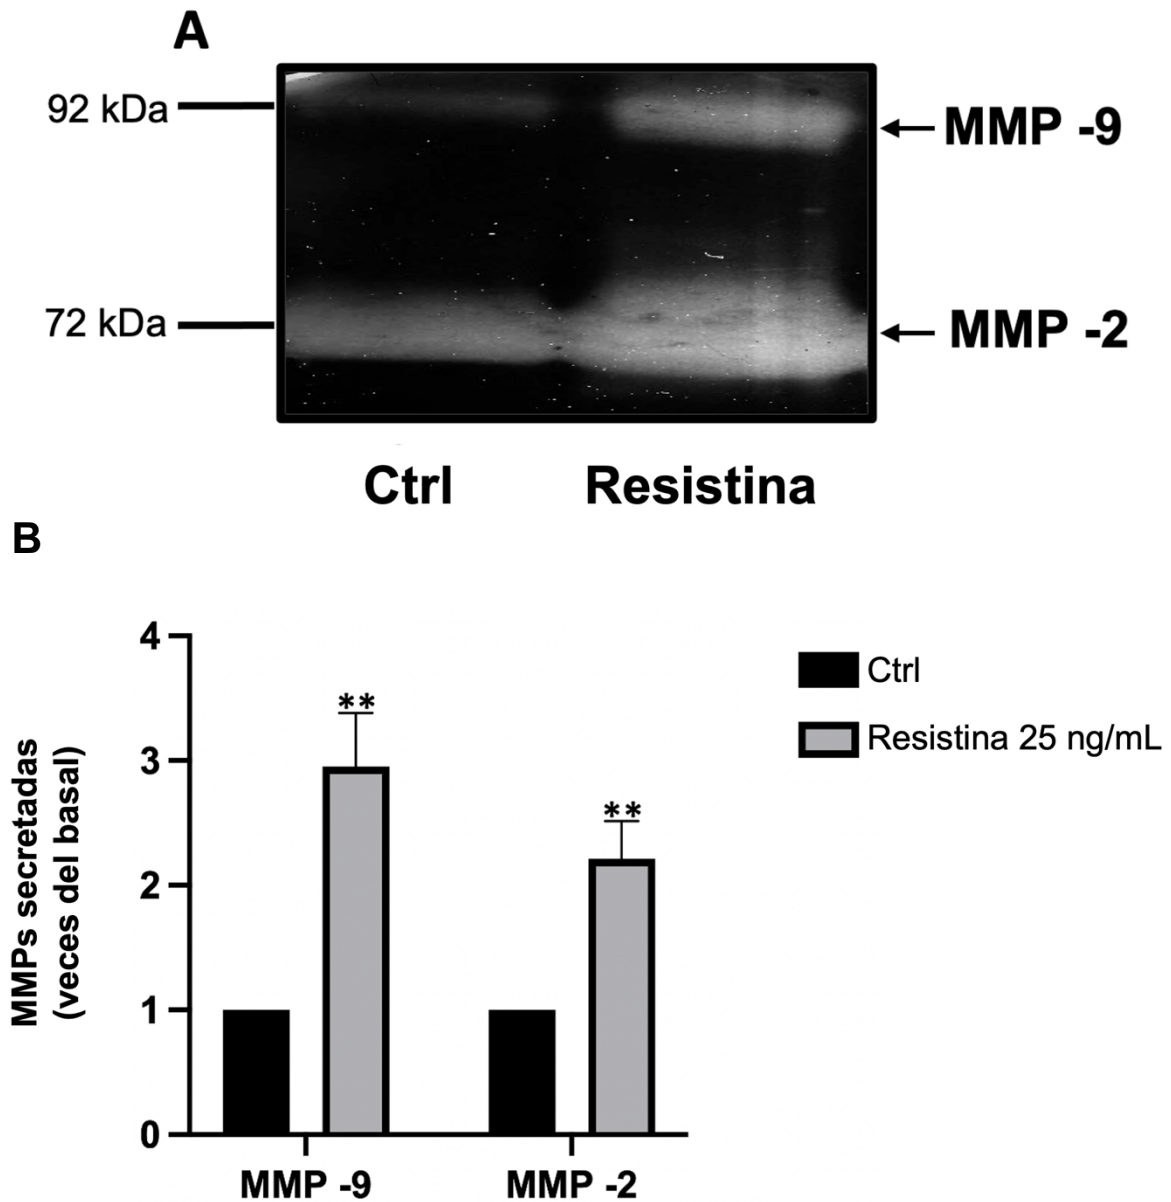 A
92 kDa
MMP -9
72 kDa
MMP -2
Ctrl
Resistina
B
4
3
2
1
0
MMPs secretadas
(veces del basal)
**
**
MMP -9
MMP -2
Ctrl
Resistina 25 ng/mL